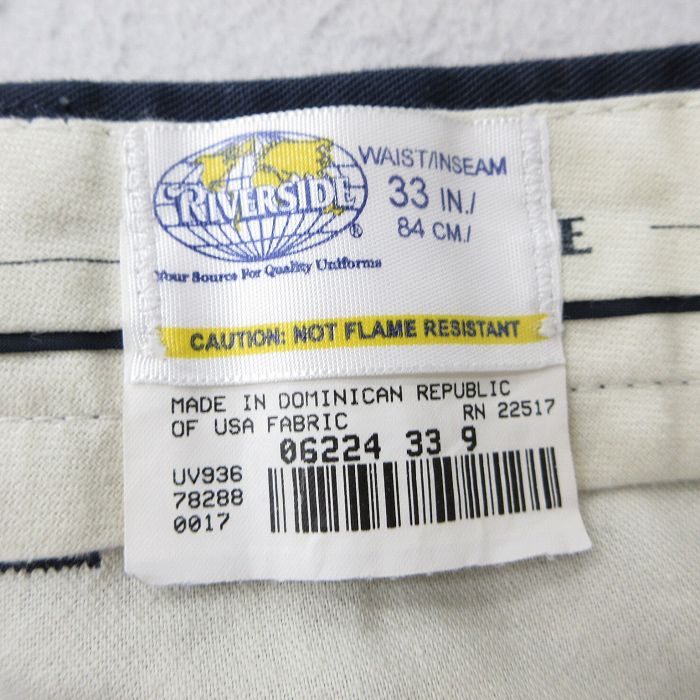 RIVERSIDE ®
Your Source For Quality Uniforms
WAIST/INSEAM
33 IN./
84 CM./
E
CAUTION: NOT FLAME RESISTANT
MADE IN DOMINICAN REPUBLIC
OF USA FABRIC RN 22517
06224 33 9
UV936
78288
0017